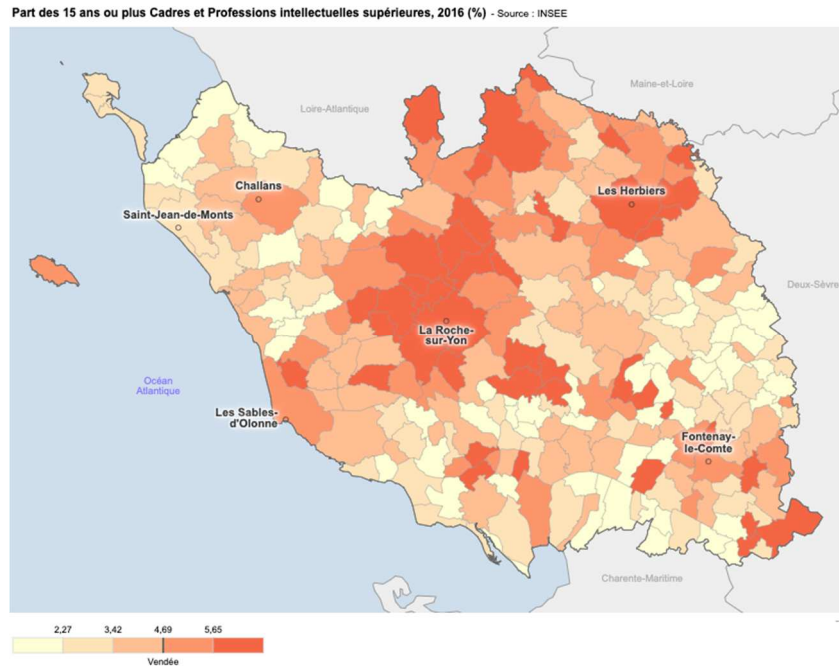 Part des 15 ans ou plus Cadres et Professions intellectuelles supérieures, 2016 (%) - Source : INSEE
Maine-et-Loire
Loire-Atlantique
Challans
Les Herbiers
Saint-Jean-de-Monts
Deux-Sèvre
La Roche-
sur-Yon
Océan
Atlantique
Les Sables-
d'Olonne
Fontenay-
le-Comte
Charente-Maritime
2,27 3,42 4,69 5,65
Vendée